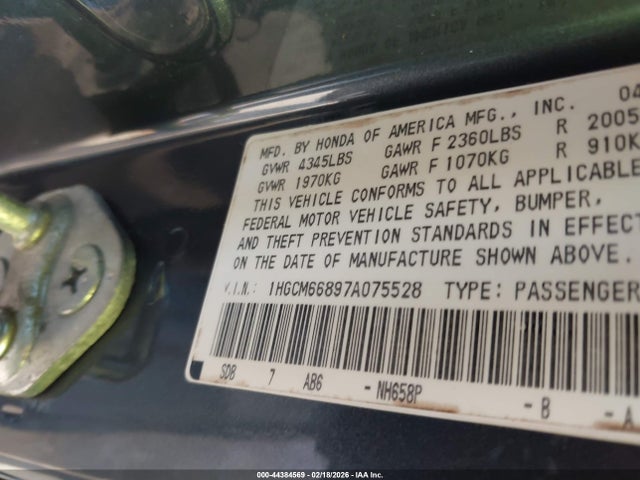 MFD. BY HONDA OF AMERICA MFG., INC. 04
GVWR 4345LBS GAWR F 2360LBS R 2005
GVWR 1970KG GAWR F 1070KG R 910K
THIS VEHICLE CONFORMS TO ALL APPLICABLE
FEDERAL MOTOR VEHICLE SAFETY, BUMPER,
AND THEFT PREVENTION STANDARDS IN EFFECT
ON THE DATE OF MANUFACTURE SHOWN ABOVE.
V.I.N.: 1HGCM66897A075528 TYPE: PASSENGER
SDB 7 AB6 - NH658P - B - A
000-44384569 - 02/18/2026 - IAA Inc.